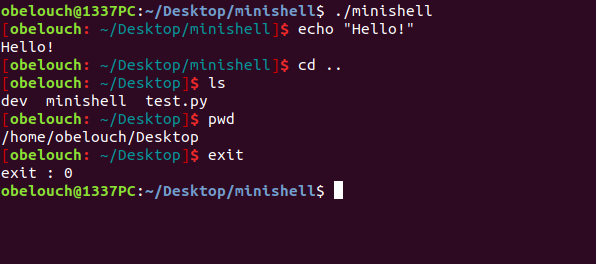 obelouch@1337PC:~/Desktop/minishell$ ./minishell
[obelouch: ~/Desktop/minishell]$ echo "Hello!"
Hello!
[obelouch: ~/Desktop/minishell]$ cd ..
[obelouch: ~/Desktop]$ ls
dev  minishell  test.py
[obelouch: ~/Desktop]$ pwd
/home/obelouch/Desktop
[obelouch: ~/Desktop]$ exit
exit : 0
obelouch@1337PC:~/Desktop/minishell$